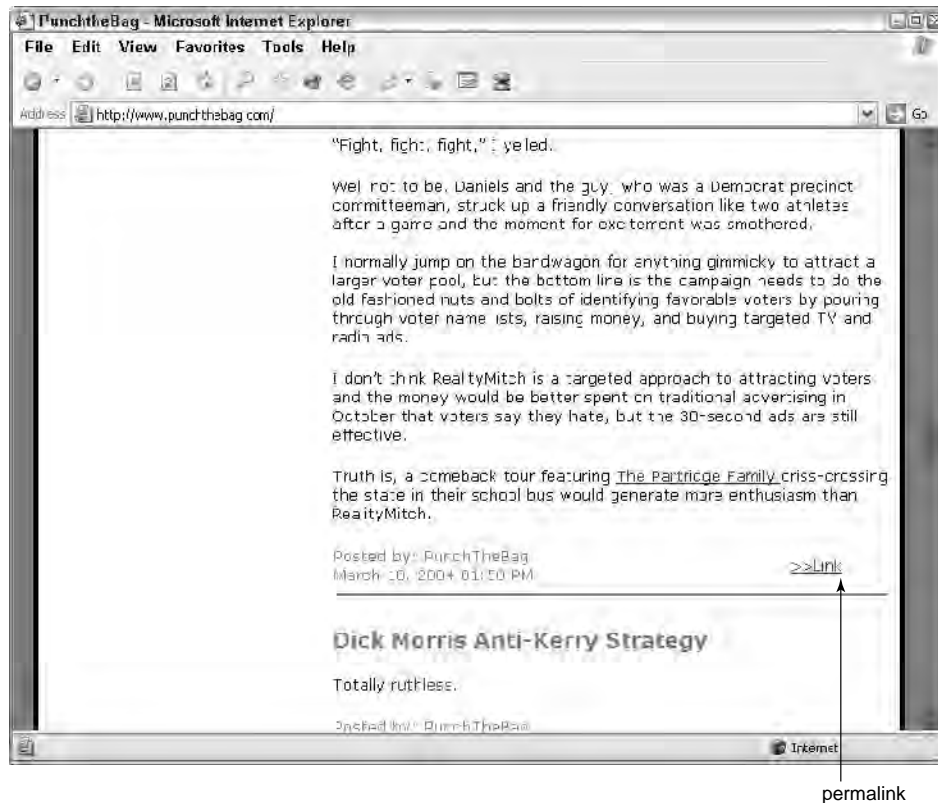 PunchtheBag - Microsoft Internet Explorer
File Edit View Favorites Tools Help
Address http://www.punchthebag.com/ Go
"Fight, fight, fight," I yelled.
Well not to be. Daniels and the guy, who was a Democrat precinct
committeeman, struck up a friendly conversation like two athletes
after a game and the moment for excitement was smothered.
I normally jump on the bandwagon for anything gimmicky to attract a
larger voter pool, but the bottom line is the campaign needs to do the
old fashioned nuts and bolts of identifying favorable voters by pouring
through voter name lists, raising money, and buying targeted TV and
radio ads.
I don't think RealityMitch is a targeted approach to attracting voters
and the money would be better spent on traditional advertising in
October that voters say they hate, but the 30-second ads are still
effective.
Truth is, a comeback tour featuring The Partridge Family criss-crossing
the state in their school bus would generate more enthusiasm than
RealityMitch.
Posted by: PunchTheBag
March 10, 2004 01:50 PM
>>Link
Dick Morris Anti-Kerry Strategy
Totally ruthless.
Posted by: PunchTheBag
Internet
permalink